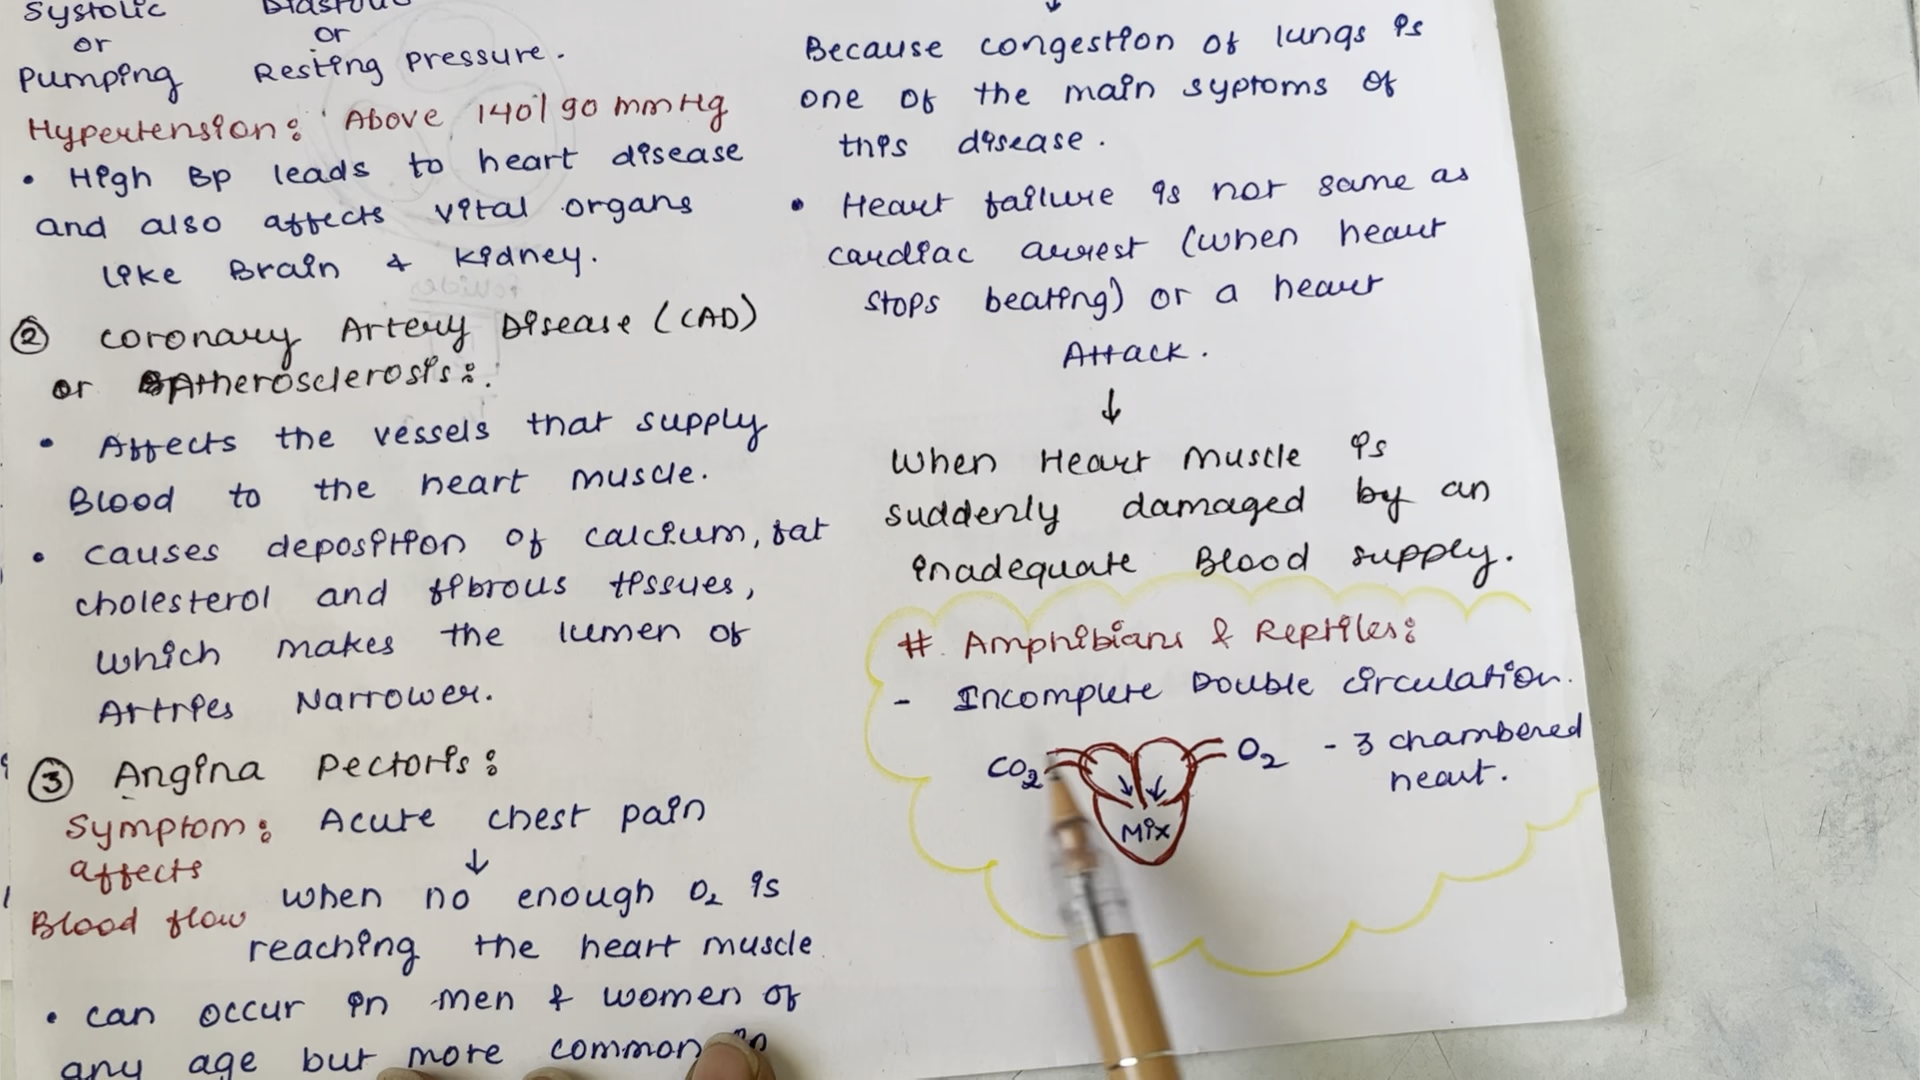 Systolic Diastolic
or or
Pumping Resting pressure.
Hypertension: Above 140/90 mmHg
• High Bp leads to heart disease
and also affects vital organs
like Brain & kidney.
② Coronary Artery Disease (CAD)
or Atherosclerosis:
• Affects the vessels that supply
Blood to the heart muscle.
• causes deposition of calcium, fat
cholesterol and fibrous tissues,
which makes the lumen of
Artries Narrower.
③ Angina Pectoris:
Symptom: Acute chest pain
↓
affects when no enough O₂ is
Blood flow reaching the heart muscle
• can occur in men & women of
any age but more common in
↓
Because congestion of lungs is
one of the main syptoms of
this disease.
• Heart failure is not same as
cardiac arrest (when heart
stops beating) or a heart
Attack.
↓
When Heart Muscle is
suddenly damaged by an
inadequate Blood supply.
# Amphibians & Reptiles:
- Incomplete Double circulation.
CO₂ O₂ - 3 chambered
heart.
Mix